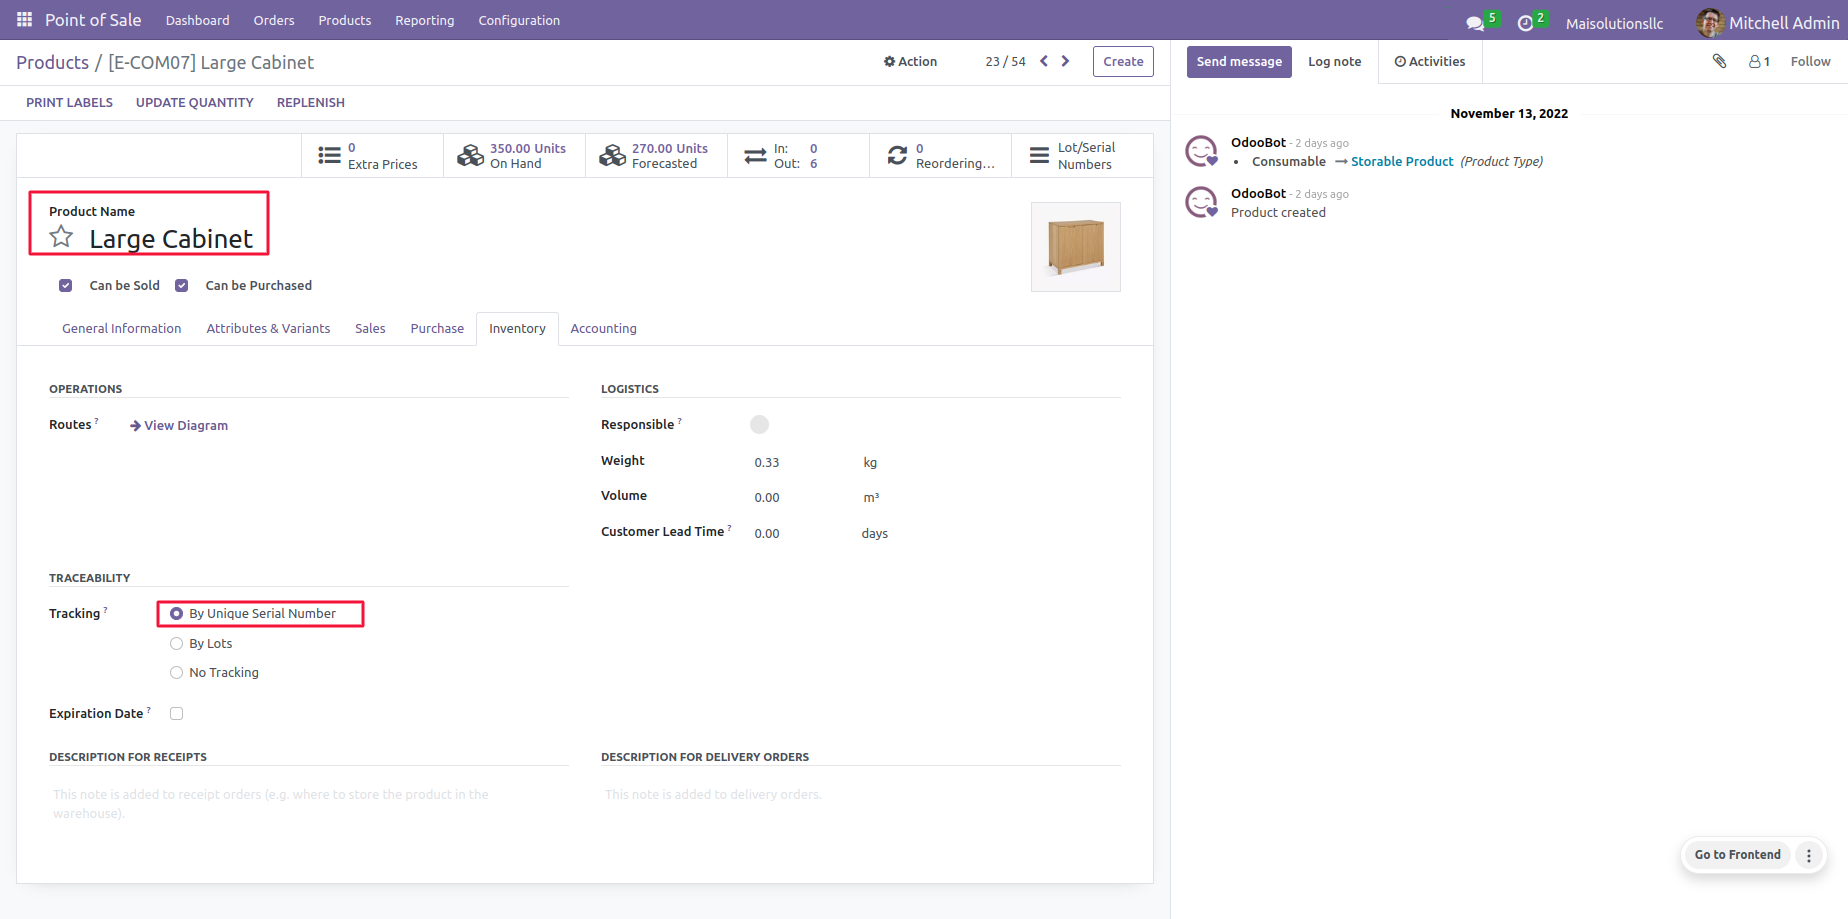 Point of Sale Dashboard Orders Products Reporting Configuration 5 2 Maisolutionsllc Mitchell Admin
Products / [E-COM07] Large Cabinet Action 23 / 54 Create
PRINT LABELS UPDATE QUANTITY REPLENISH
0
Extra Prices
350.00 Units
On Hand
270.00 Units
Forecasted
In: 0
Out: 6
0
Reordering...
Lot/Serial
Numbers
Product Name
Large Cabinet
Can be Sold Can be Purchased
General Information Attributes & Variants Sales Purchase Inventory Accounting
OPERATIONS
Routes ? View Diagram
LOGISTICS
Responsible ?
Weight 0.33 kg
Volume 0.00 m³
Customer Lead Time ? 0.00 days
TRACEABILITY
Tracking ? By Unique Serial Number
By Lots
No Tracking
Expiration Date ?
DESCRIPTION FOR RECEIPTS
This note is added to receipt orders (e.g. where to store the product in the
warehouse).
DESCRIPTION FOR DELIVERY ORDERS
This note is added to delivery orders.
Send message Log note Activities 1 Follow
November 13, 2022
OdooBot - 2 days ago
• Consumable → Storable Product (Product Type)
OdooBot - 2 days ago
Product created
Go to Frontend